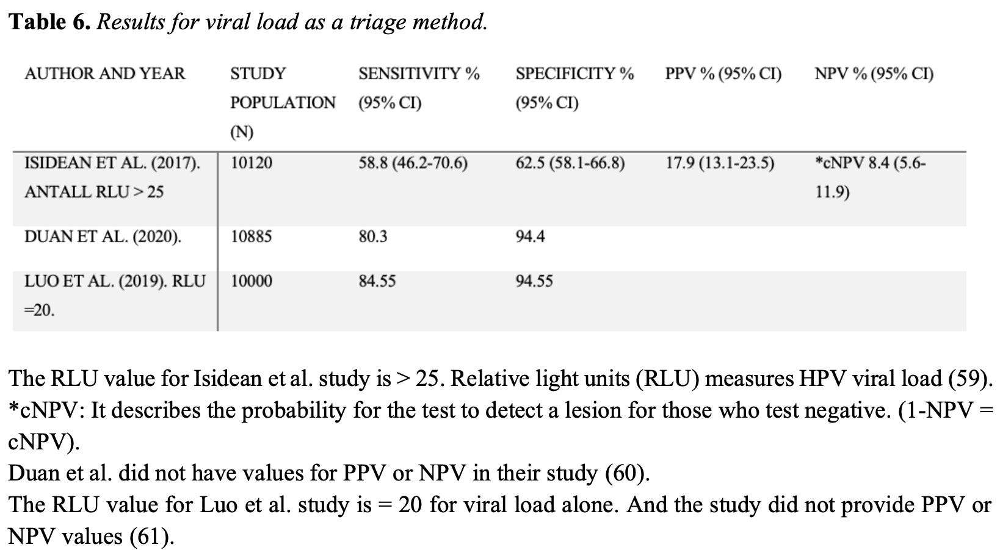 Table 6. Results for viral load as a triage method.
AUTHOR AND YEAR STUDY POPULATION (N) SENSITIVITY % (95% CI) SPECIFICITY % (95% CI) PPV % (95% CI) NPV % (95% CI)
ISIDEAN ET AL. (2017). ANTALL RLU > 25 10120 58.8 (46.2-70.6) 62.5 (58.1-66.8) 17.9 (13.1-23.5) *cNPV 8.4 (5.6-11.9)
DUAN ET AL. (2020). 10885 80.3 94.4
LUO ET AL. (2019). RLU =20. 10000 84.55 94.55
The RLU value for Isidean et al. study is > 25. Relative light units (RLU) measures HPV viral load (59).
*cNPV: It describes the probability for the test to detect a lesion for those who test negative. (1-NPV =
cNPV).
Duan et al. did not have values for PPV or NPV in their study (60).
The RLU value for Luo et al. study is = 20 for viral load alone. And the study did not provide PPV or
NPV values (61).